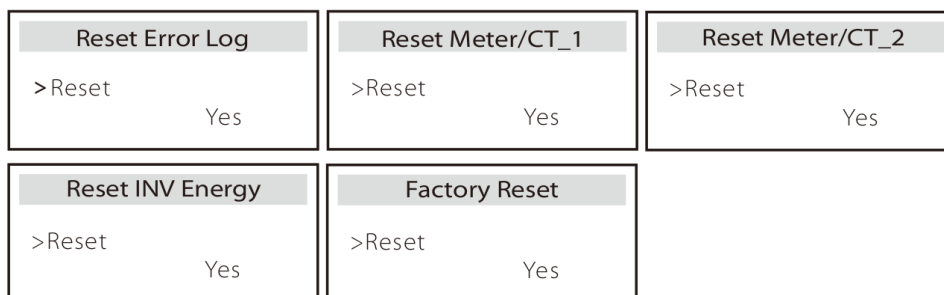 Reset Error Log
>Reset
Yes
Reset Meter/CT_1
>Reset
Yes
Reset Meter/CT_2
>Reset
Yes
Reset INV Energy
>Reset
Yes
Factory Reset
>Reset
Yes